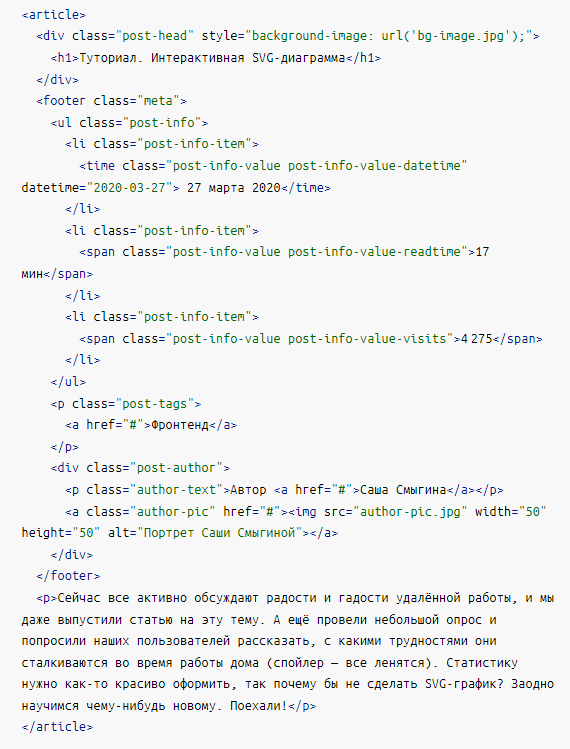 <article>
<div class="post-head" style="background-image: url('bg-image.jpg');">
<h1>Туториал. Интерактивная SVG-диаграмма</h1>
</div>
<footer class="meta">
<ul class="post-info">
<li class="post-info-item">
<time class="post-info-value post-info-value-datetime"
datetime="2020-03-27"> 27 марта 2020</time>
</li>
<li class="post-info-item">
<span class="post-info-value post-info-value-readtime">17
мин</span>
</li>
<li class="post-info-item">
<span class="post-info-value post-info-value-visits">4 275</span>
</li>
</ul>
<p class="post-tags">
<a href="#">Фронтенд</a>
</p>
<div class="post-author">
<p class="author-text">Автор <a href="#">Саша Смыгина</a></p>
<a class="author-pic" href="#"><img src="author-pic.jpg" width="50"
height="50" alt="Портрет Саши Смыгиной"></a>
</div>
</footer>
<p>Сейчас все активно обсуждают радости и гадости удалённой работы, и мы
даже выпустили статью на эту тему. А ещё провели небольшой опрос и
попросили наших пользователей рассказать, с какими трудностями они
сталкиваются во время работы дома (спойлер — все ленятся). Статистику
нужно как-то красиво оформить, так почему бы не сделать SVG-график? Заодно
научимся чему-нибудь новому. Поехали!</p>
</article>